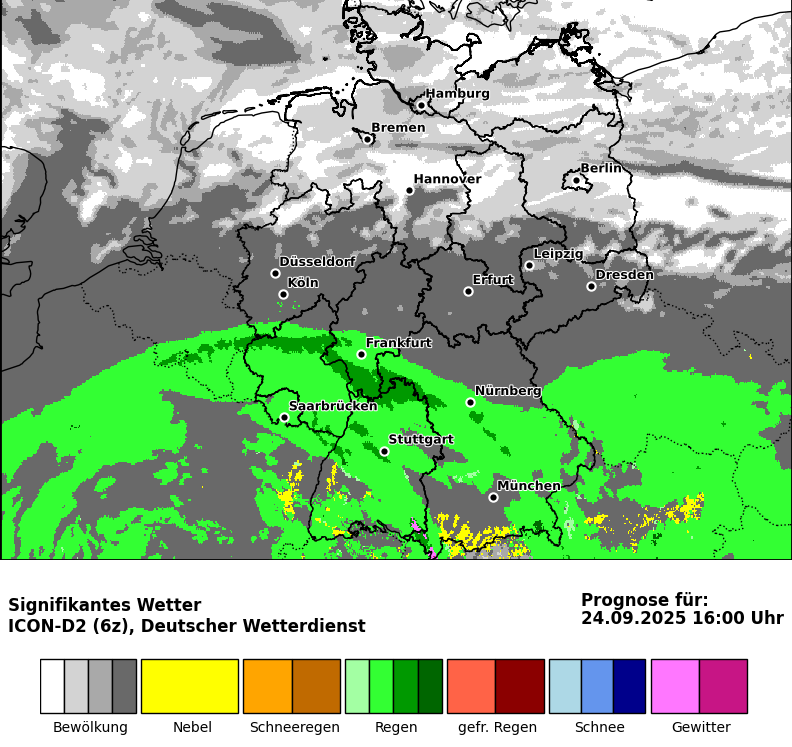 Hamburg
Bremen
Berlin
Hannover
Leipzig
Düsseldorf
Dresden
Erfurt
Köln
Frankfurt
Nürnberg
Saarbrücken
Stuttgart
München
Signifikantes Wetter
ICON-D2 (6z), Deutscher Wetterdienst
Prognose für:
24.09.2025 16:00 Uhr
Bewölkung
Nebel
Schneeregen
Regen
gefr. Regen
Schnee
Gewitter